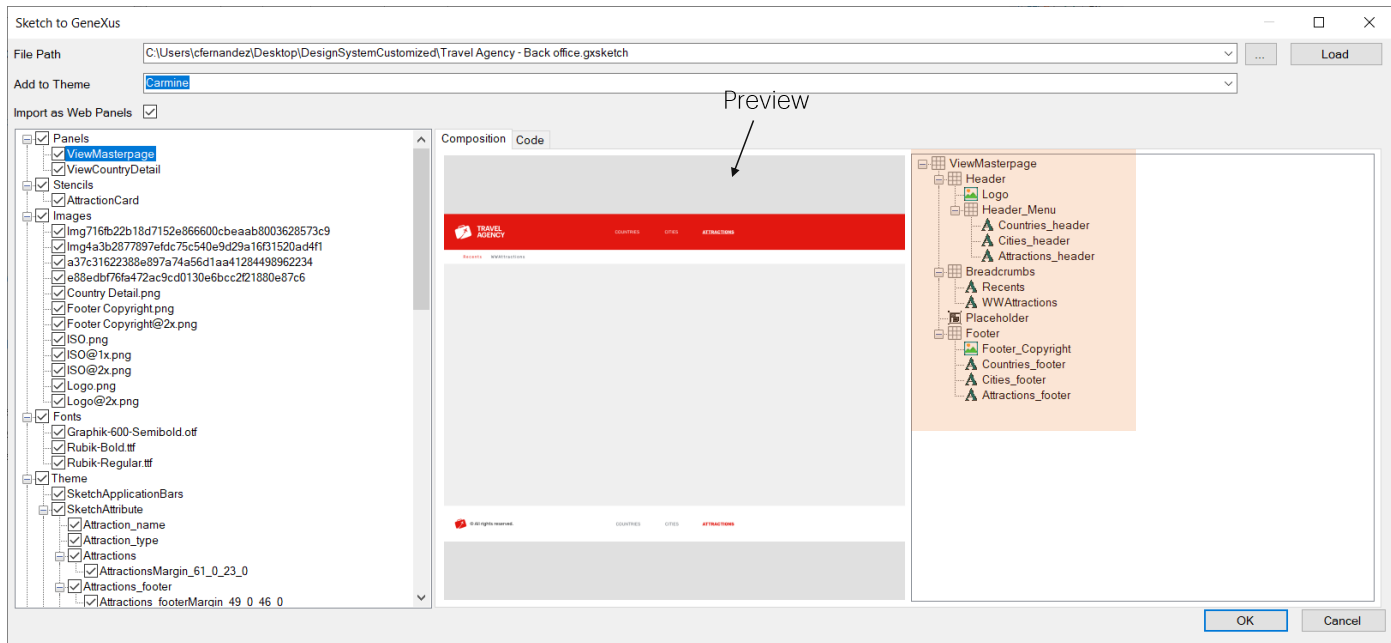 Sketch to GeneXus
File Path
C:\Users\cfernandez\Desktop\DesignSystemCustomized\Travel Agency - Back office.gxsketch
...
Load
Add to Theme
Carmine
Import as Web Panels
Preview
Panels
ViewMasterpage
ViewCountryDetail
Stencils
AttractionCard
Images
Img716fb22b18d7152e866600cbeaab8003628573c9
Img4a3b2877897efdc75c540e9d29a16f31520ad4f1
a37c31622388e897a74a56d1aa41284498962234
e88edbf76fa472ac9cd0130e6bcc2f21880e87c6
Country Detail.png
Footer Copyright.png
Footer Copyright@2x.png
ISO.png
ISO@1x.png
ISO@2x.png
Logo.png
Logo@2x.png
Fonts
Graphik-600-Semibold.otf
Rubik-Bold.ttf
Rubik-Regular.ttf
Theme
SketchApplicationBars
SketchAttribute
Attraction_name
Attraction_type
Attractions
AttractionsMargin_61_0_23_0
Attractions_footer
Attractions_footerMargin_49_0_46_0
Composition Code
TRAVEL
AGENCY
COUNTRIES CITIES ATTRACTIONS
Recents WWAttractions
© All rights reserved.
COUNTRIES CITIES ATTRACTIONS
ViewMasterpage
Header
Logo
Header_Menu
Countries_header
Cities_header
Attractions_header
Breadcrumbs
Recents
WWAttractions
Placeholder
Footer
Footer_Copyright
Countries_footer
Cities_footer
Attractions_footer
OK
Cancel